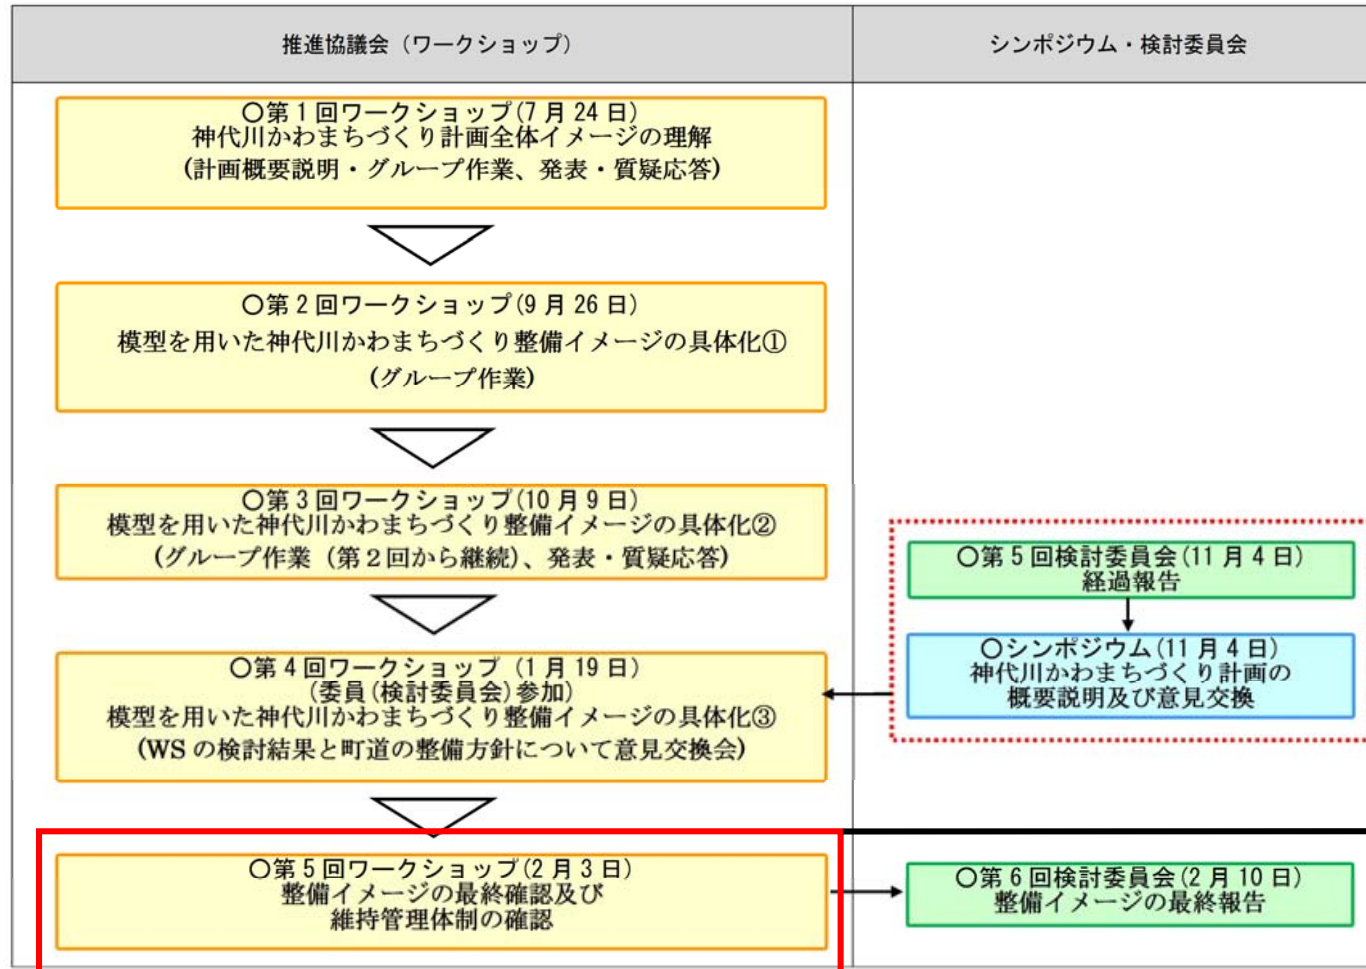 推進協議会（ワークショップ）
シンポジウム・検討委員会
〇第１回ワークショップ(7 月 24 日)
神代川かわまちづくり計画全体イメージの理解
(計画概要説明・グループ作業、発表・質疑応答)
〇第２回ワークショップ(9 月 26 日)
模型を用いた神代川かわまちづくり整備イメージの具体化①
(グループ作業)
〇第３回ワークショップ(10 月 9 日)
模型を用いた神代川かわまちづくり整備イメージの具体化②
(グループ作業（第２回から継続)、発表・質疑応答)
〇第４回ワークショップ（1 月 19 日)
(委員(検討委員会)参加)
模型を用いた神代川かわまちづくり整備イメージの具体化③
(WS の検討結果と町道の整備方針について意見交換会)
〇第５回ワークショップ(2 月 3 日)
整備イメージの最終確認及び
維持管理体制の確認
〇第５回検討委員会(11 月 4 日)
経過報告
〇シンポジウム(11 月 4 日)
神代川かわまちづくり計画の
概要説明及び意見交換
〇第６回検討委員会(2 月 10 日)
整備イメージの最終報告